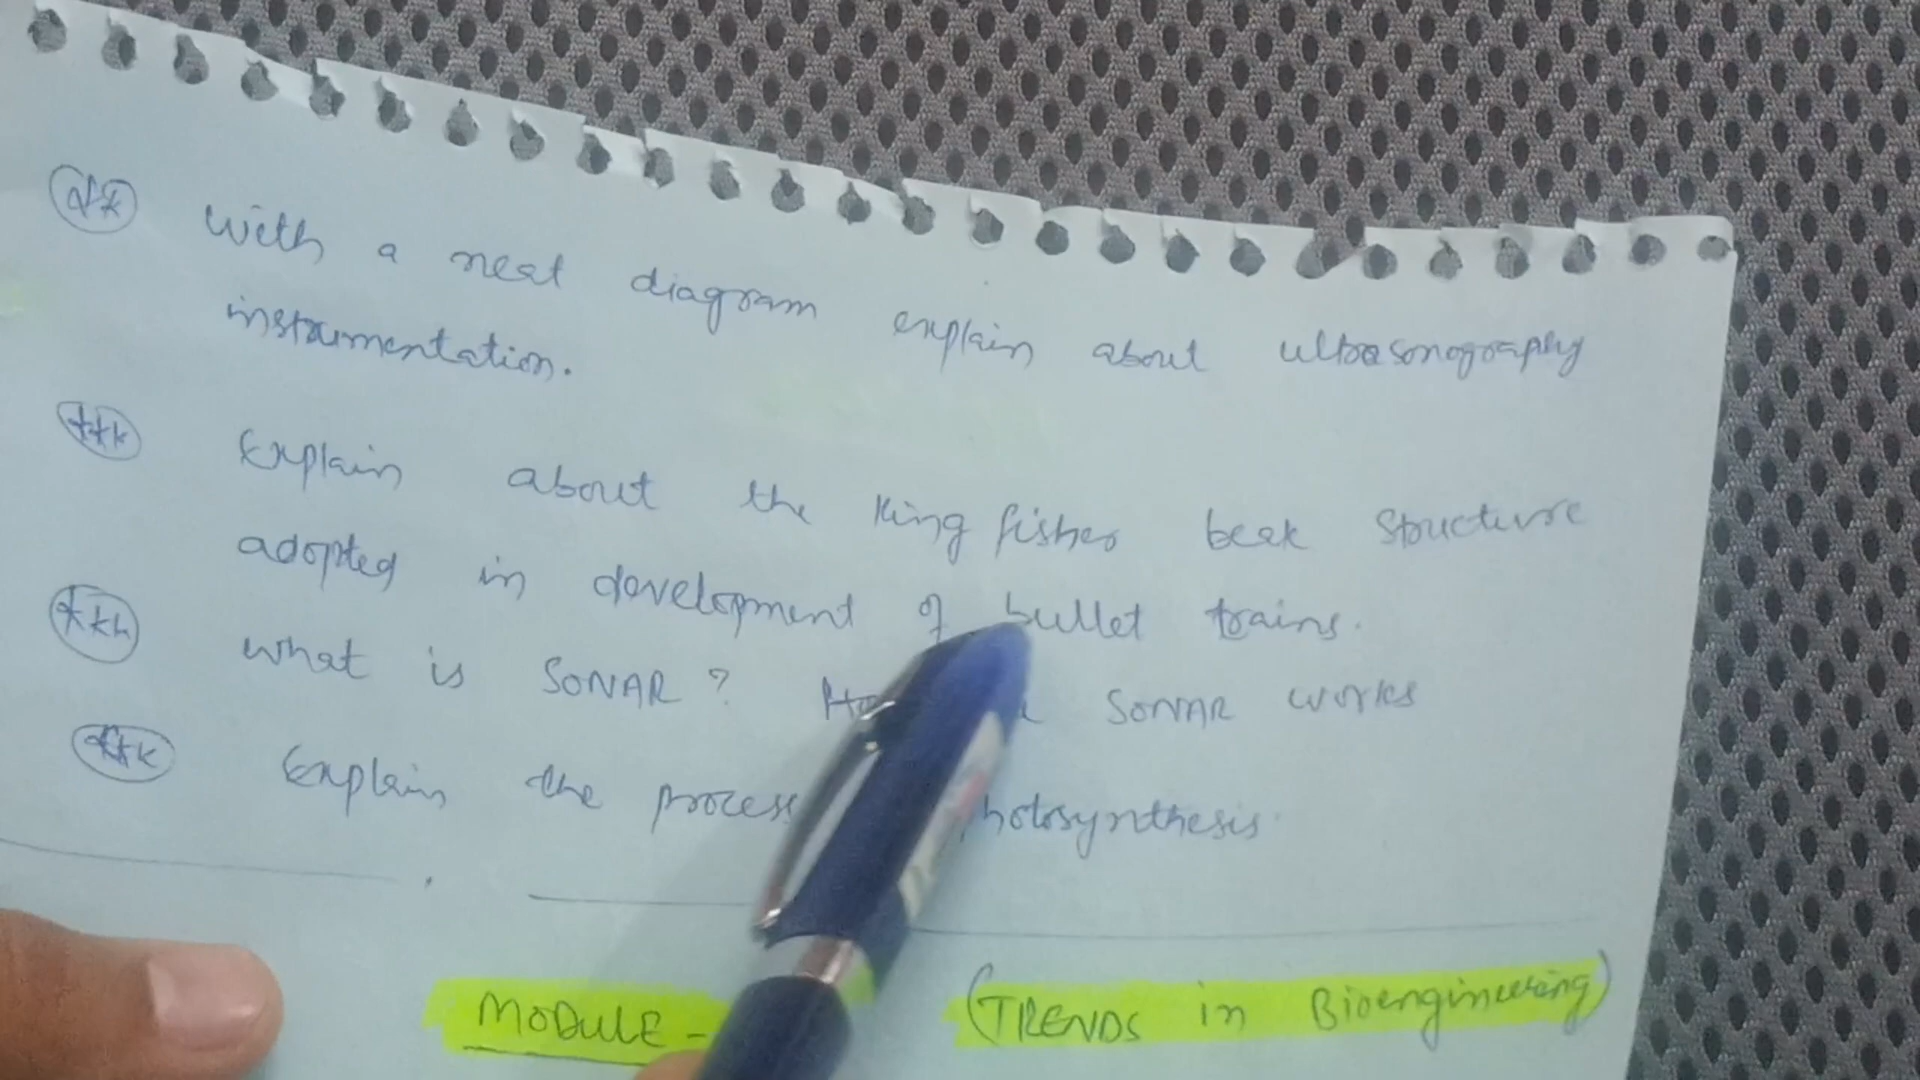 With a neat diagram explain about ultrasonography
instrumentation.
*** Explain about the King fisher beak structure
adopted in development of bullet trains.
*** What is SONAR? SONAR works
*** Explain the process photosynthesis.
MODULE - (TRENDS in Bioengineering)